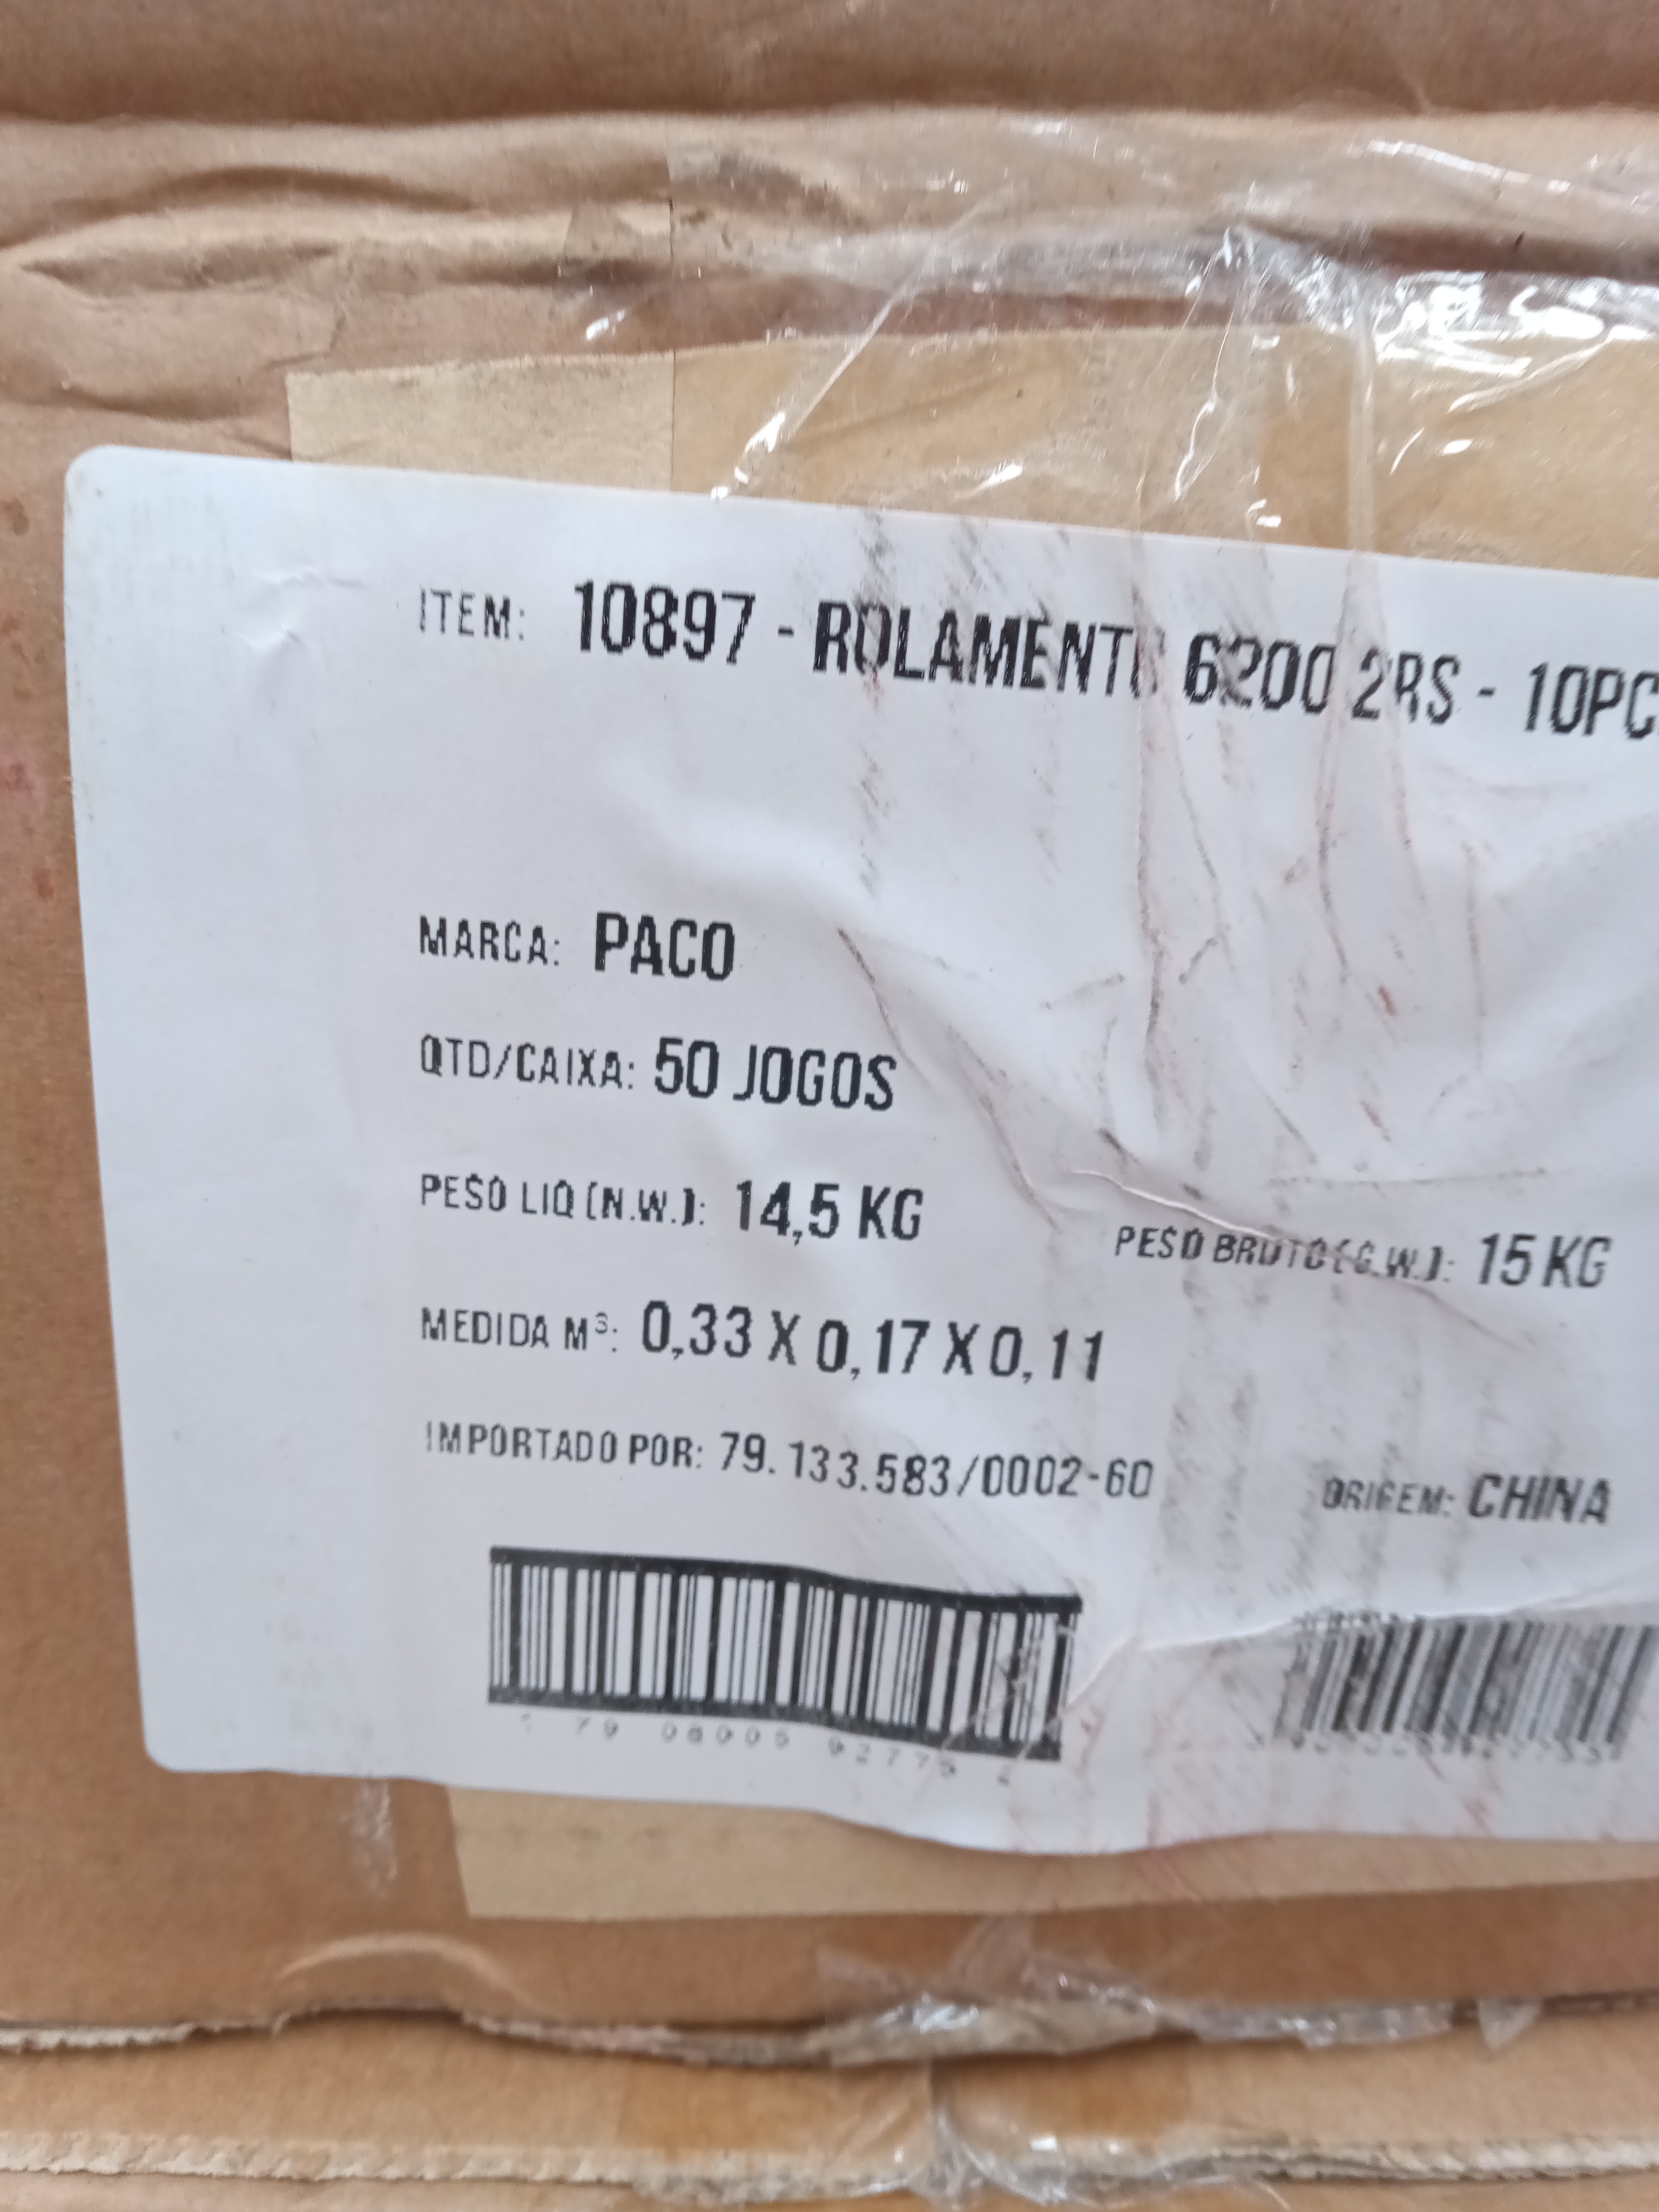 ITEM: 10897 - ROLAMENTO 6200 2RS - 10PC
MARCA: PACO
QTD/CAIXA: 50 JOGOS
PESO LIQ (N.W.): 14,5 KG
PESO BRUTO (G.W.): 15 KG
MEDIDA M³: 0,33 X 0,17 X 0,11
IMPORTADO POR: 79.133.583/0002-60
ORIGEM: CHINA